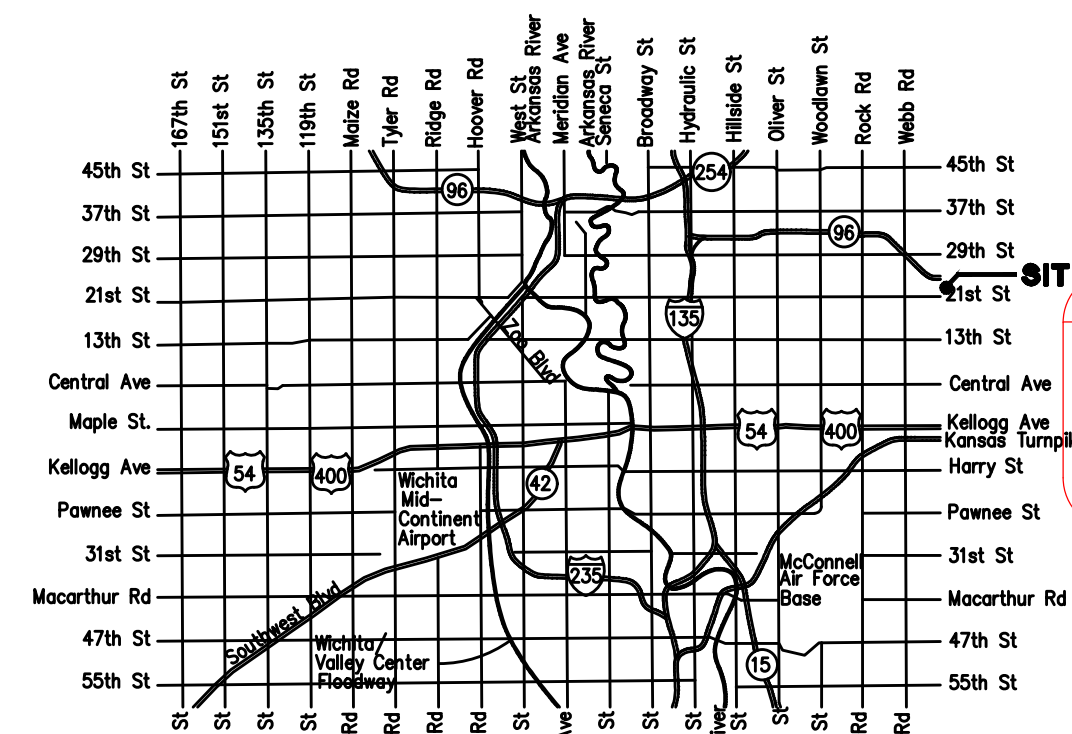 167th St
151st St
135th St
119th St
Maize Rd
Tyler Rd
Ridge Rd
Hoover Rd
West St
Arkansas River
Meridian Ave
Arkansas River
Seneca St
Broadway St
Hydraulic St
Hillside St
Oliver St
Woodlawn St
Rock Rd
Webb Rd
45th St
254
45th St
96
37th St
37th St
96
29th St
29th St
SIT
21st St
21st St
135
13th St
13th St
Zoo Blvd
Central Ave
Central Ave
Maple St.
54
400
Kellogg Ave
Kansas Turnpik
Kellogg Ave
54
400
Harry St
Wichita
Mid-
Continent
Airport
42
Pawnee St
Pawnee St
31st St
31st St
235
McConnell
Air Force
Base
Macarthur Rd
Macarthur Rd
Southwest Blvd
47th St
47th St
Wichita/
Valley Center
Floodway
15
55th St
55th St
St
St
St
St
Rd
Rd
Rd
Rd
St
Ave
St
St
St
iver
St
St
St
Rd
Rd